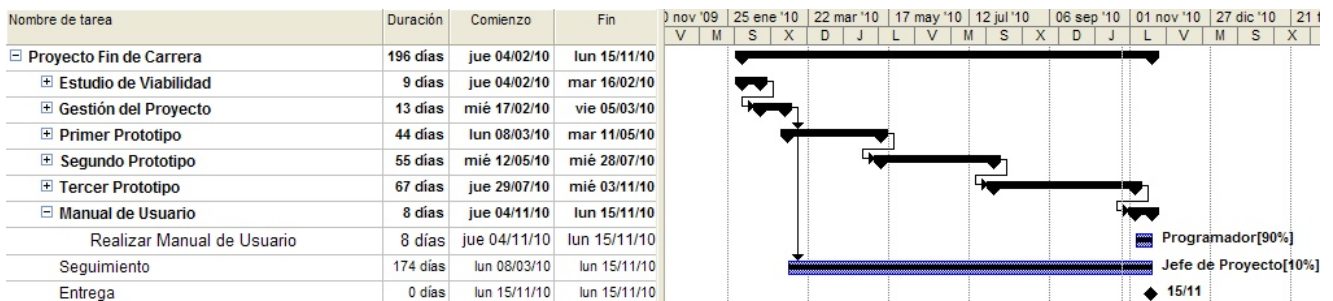 Nombre de tarea Duración Comienzo Fin
nov '09 25 ene '10 22 mar '10 17 may '10 12 jul '10 06 sep '10 01 nov '10 27 dic '10 21
V M S X D J L V M S X D J L V M S X
Proyecto Fin de Carrera 196 días jue 04/02/10 lun 15/11/10
Estudio de Viabilidad 9 días jue 04/02/10 mar 16/02/10
Gestión del Proyecto 13 días mié 17/02/10 vie 05/03/10
Primer Prototipo 44 días lun 08/03/10 mar 11/05/10
Segundo Prototipo 55 días mié 12/05/10 mié 28/07/10
Tercer Prototipo 67 días jue 29/07/10 mié 03/11/10
Manual de Usuario 8 días jue 04/11/10 lun 15/11/10
Realizar Manual de Usuario 8 días jue 04/11/10 lun 15/11/10 Programador[90%]
Seguimiento 174 días lun 08/03/10 lun 15/11/10 Jefe de Proyecto[10%]
Entrega 0 días lun 15/11/10 lun 15/11/10 15/11